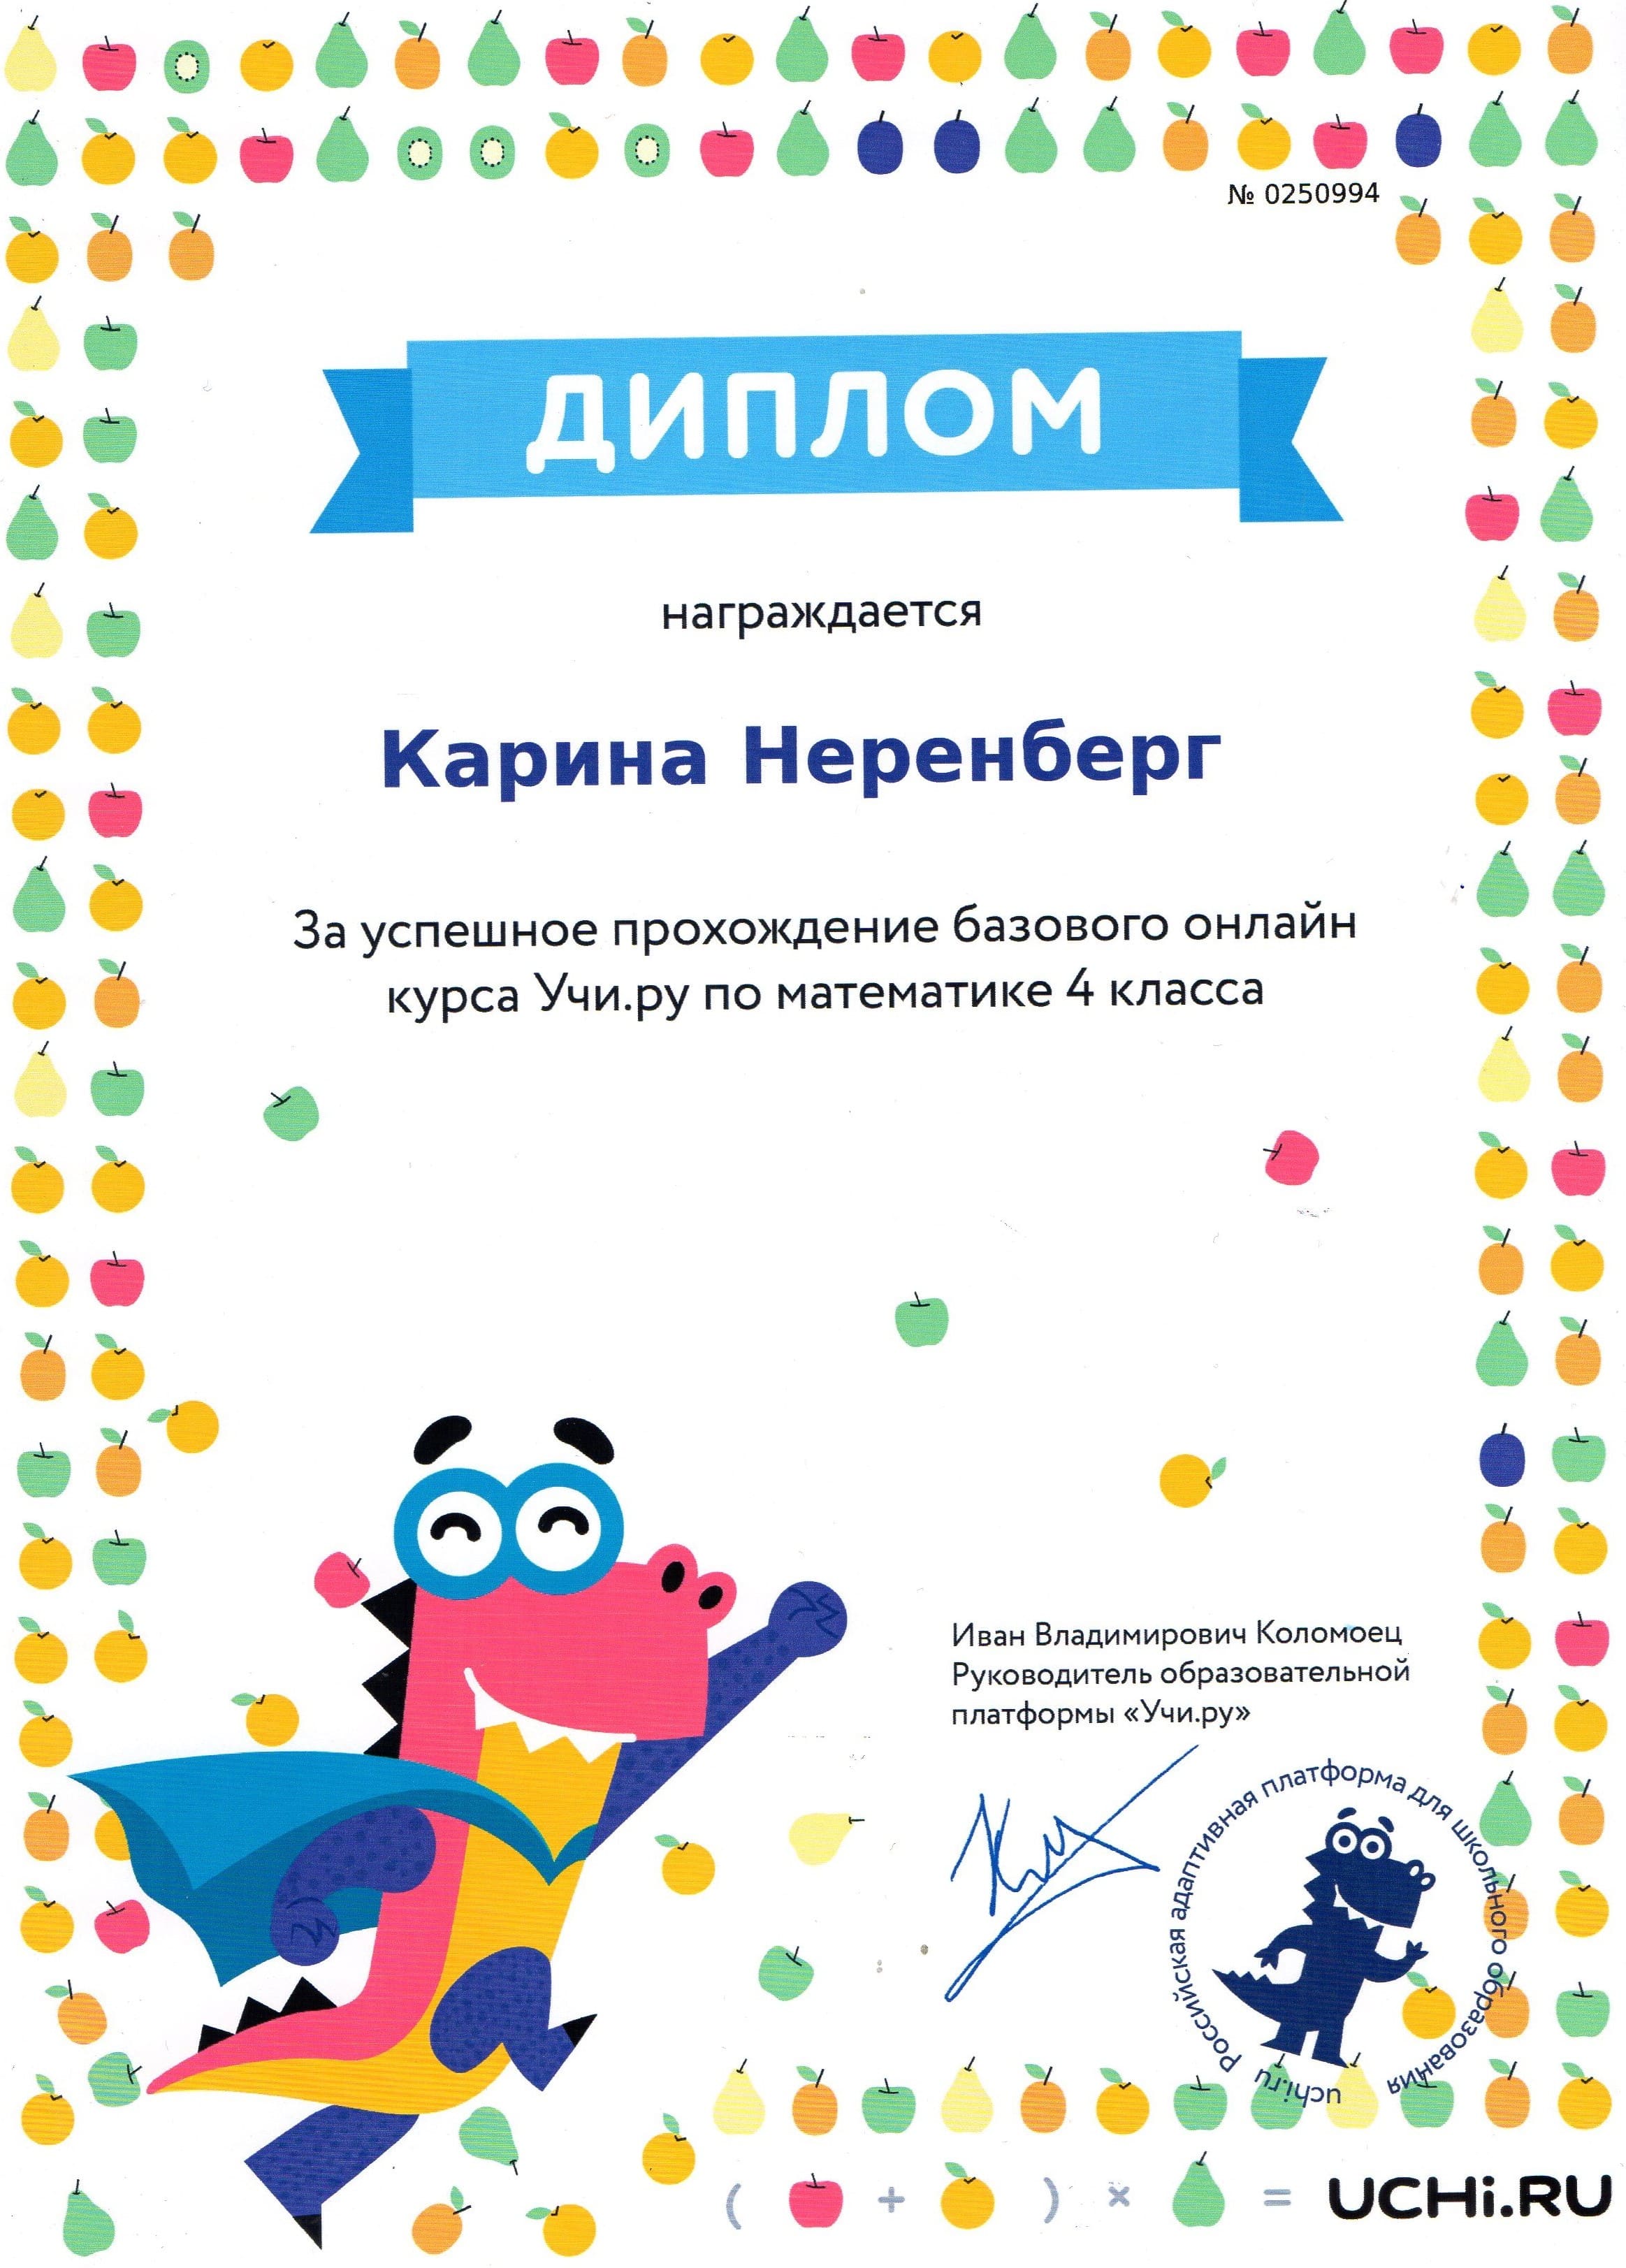 № 0250994
ДИПЛОМ
награждается
Карина Неренберг
За успешное прохождение базового онлайн
курса Учи.ру по математике 4 класса
Иван Владимирович Коломоец
Руководитель образовательной
платформы «Учи.ру»
Российская адаптивная платформа для школьного образования
uchi.ru
( + ) × = UCHi.RU